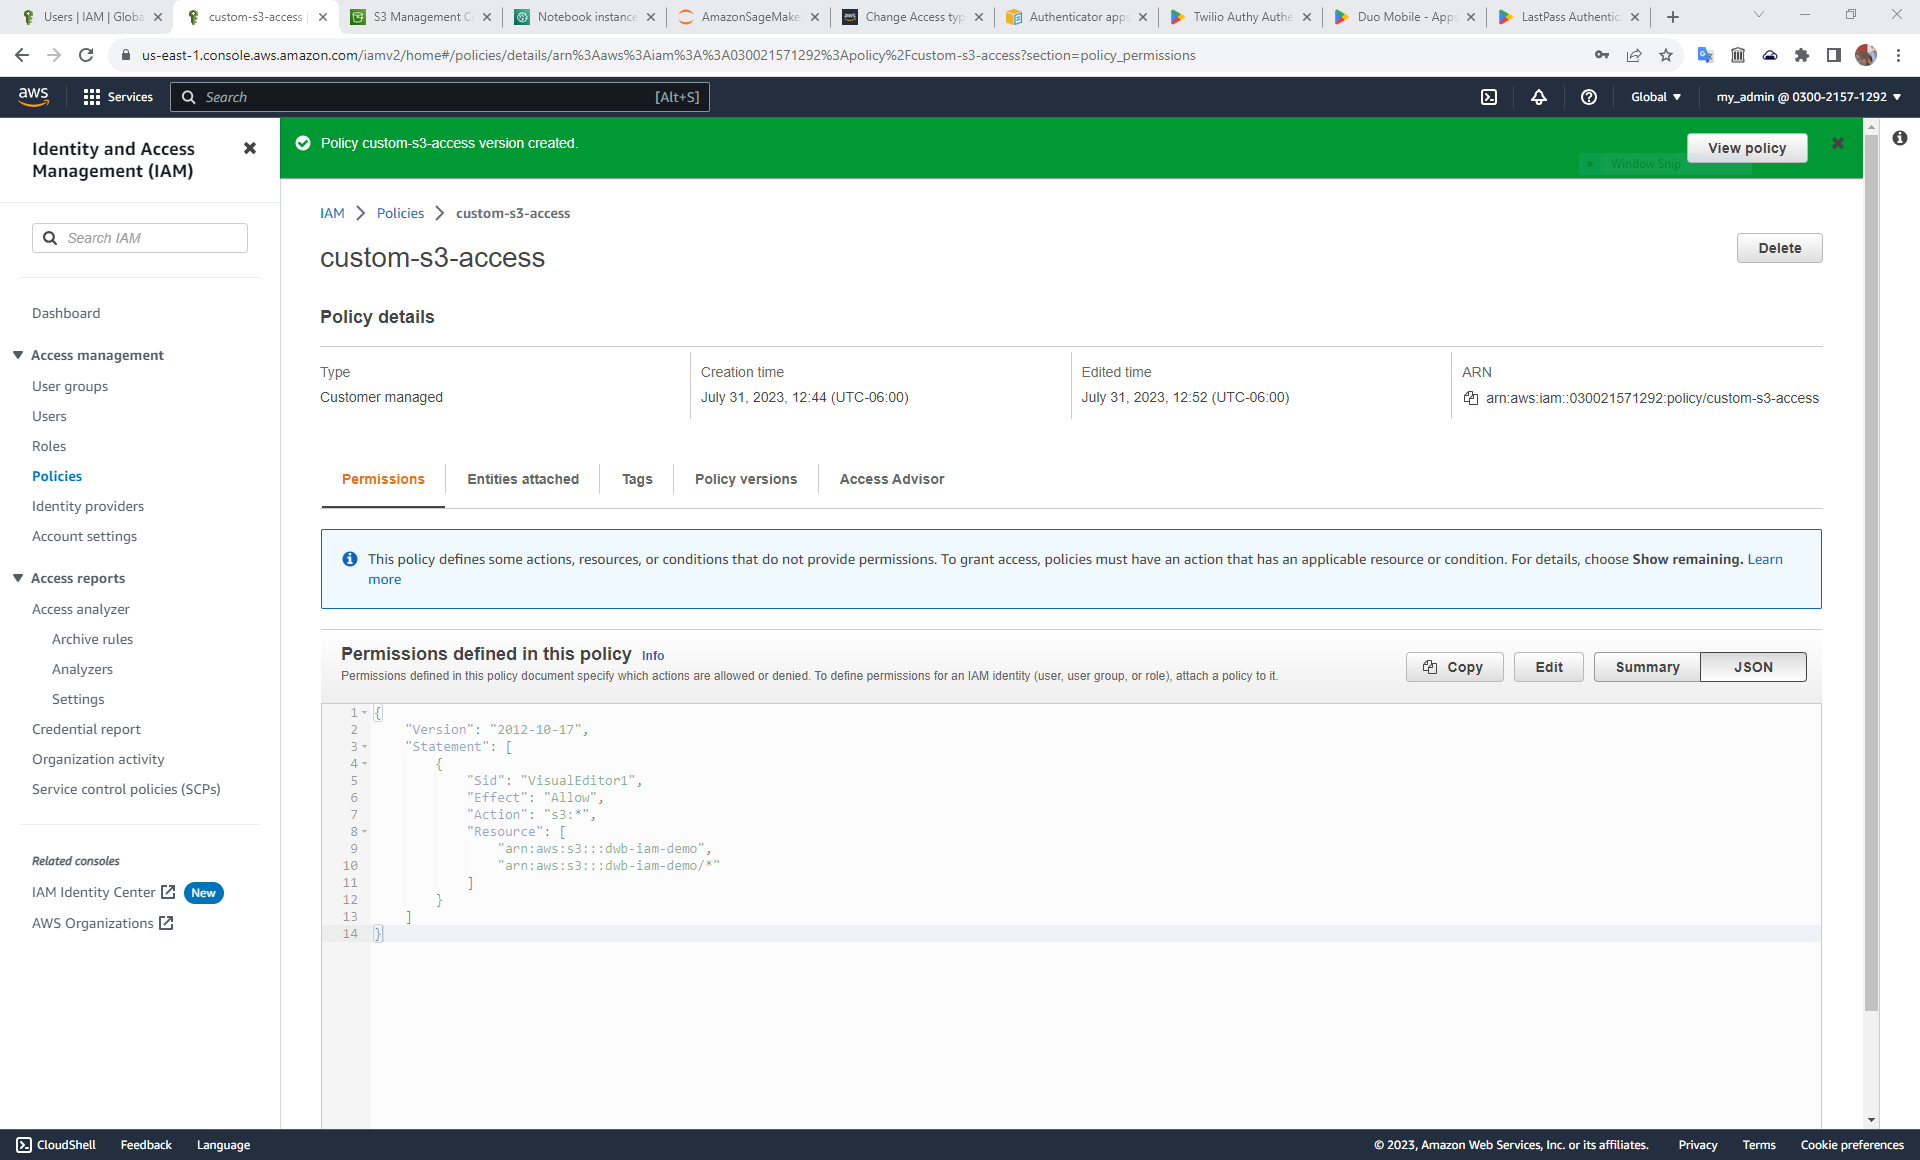 Users | IAM | Globa
custom-s3-access
S3 Management C
Notebook instance
AmazonSageMake
Change Access typ
Authenticator apps
Twilio Authy Authe
Duo Mobile - Apps
LastPass Authentic
us-east-1.console.aws.amazon.com/iamv2/home#/policies/details/arn%3Aaws%3Aiam%3A%3A030021571292%3Apolicy%2Fcustom-s3-access?section=policy_permissions
aws
Services
Search
[Alt+S]
Global
my_admin @ 0300-2157-1292
Identity and Access
Management (IAM)
Search IAM
Dashboard
Access management
User groups
Users
Roles
Policies
Identity providers
Account settings
Access reports
Access analyzer
Archive rules
Analyzers
Settings
Credential report
Organization activity
Service control policies (SCPs)
Related consoles
IAM Identity Center
New
AWS Organizations
Policy custom-s3-access version created.
Window Snip
View policy
IAM
Policies
custom-s3-access
custom-s3-access
Delete
Policy details
Type
Customer managed
Creation time
July 31, 2023, 12:44 (UTC-06:00)
Edited time
July 31, 2023, 12:52 (UTC-06:00)
ARN
arn:aws:iam::030021571292:policy/custom-s3-access
Permissions
Entities attached
Tags
Policy versions
Access Advisor
This policy defines some actions, resources, or conditions that do not provide permissions. To grant access, policies must have an action that has an applicable resource or condition. For details, choose Show remaining. Learn
more
Permissions defined in this policy Info
Permissions defined in this policy document specify which actions are allowed or denied. To define permissions for an IAM identity (user, user group, or role), attach a policy to it.
Copy
Edit
Summary
JSON
1 {
2 "Version": "2012-10-17",
3 "Statement": [
4 {
5 "Sid": "VisualEditor1",
6 "Effect": "Allow",
7 "Action": "s3:*",
8 "Resource": [
9 "arn:aws:s3:::dwb-iam-demo",
10 "arn:aws:s3:::dwb-iam-demo/*"
11 ]
12 }
13 ]
14 }
CloudShell
Feedback
Language
© 2023, Amazon Web Services, Inc. or its affiliates.
Privacy
Terms
Cookie preferences